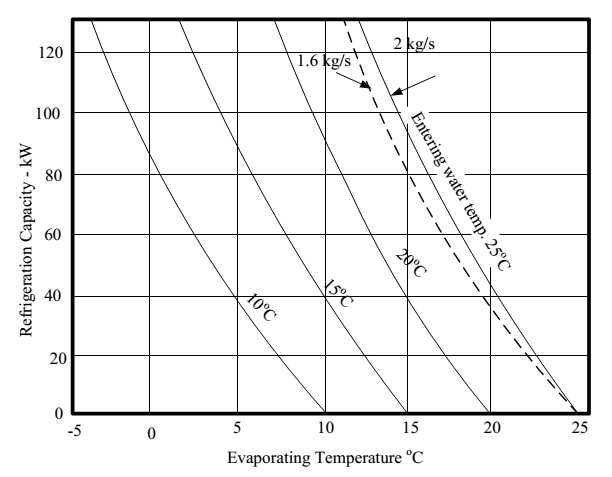 120
100
80
60
40
20
0
Refrigeration Capacity - kW
1.6 kg/s
2 kg/s
Entering water temp. 25°C
20°C
15°C
10°C
-5
0
5
10
15
20
25
Evaporating Temperature °C